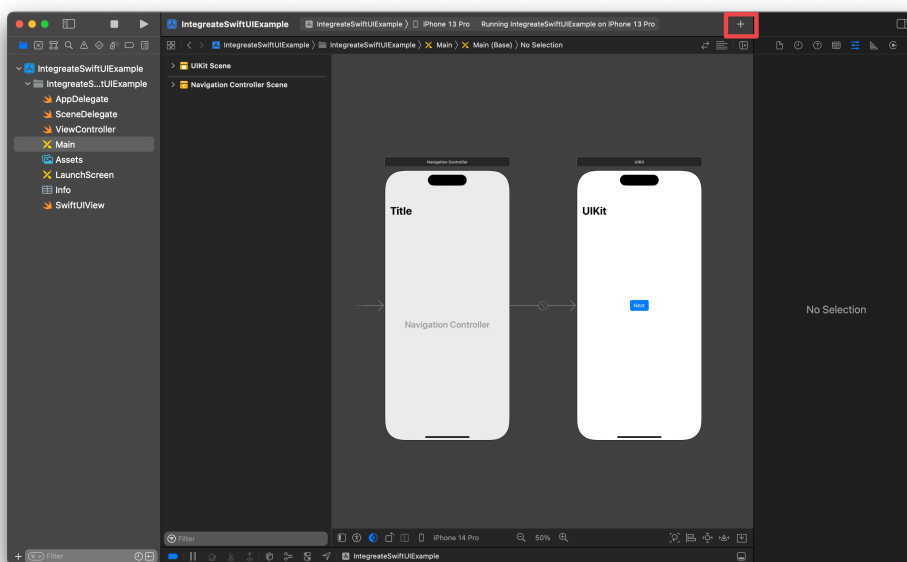 IntegreateSwiftUIExample
IntegreateSwiftUIExample 〉 iPhone 13 Pro
Running IntegreateSwiftUIExample on iPhone 13 Pro
IntegreateSwiftUIExample 〉 IntegreateSwiftUIExample 〉 Main 〉 Main (Base) 〉 No Selection
IntegreateSwiftUIExample
IntegreateS...tUIExample
AppDelegate
SceneDelegate
ViewController
Main
Assets
LaunchScreen
Info
SwiftUIView
UIKit Scene
Navigation Controller Scene
Navigation Controller
Title
Navigation Controller
UIKit
UIKit
Next
No Selection
Filter
Filter
iPhone 14 Pro
50%
IntegreateSwiftUIExample